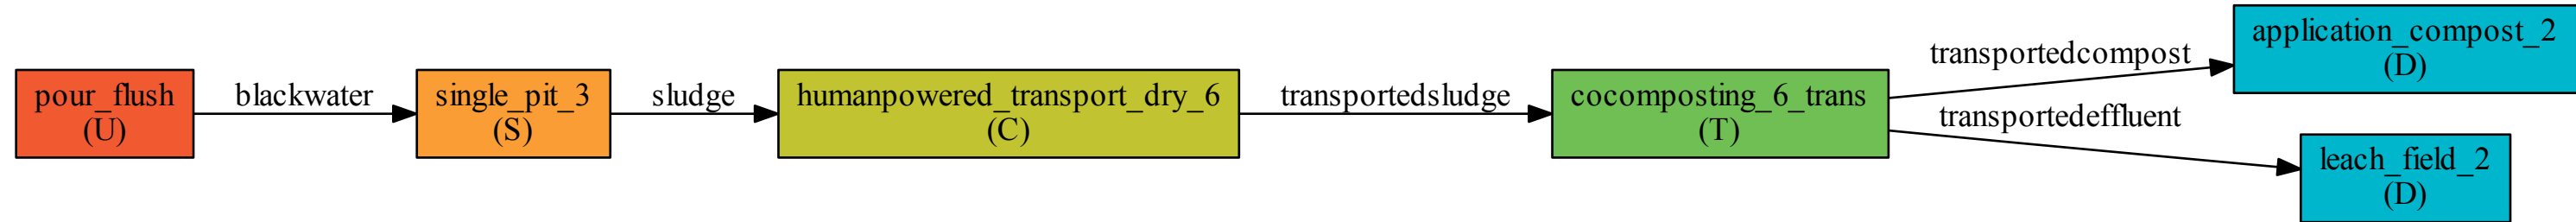 pour_flush
(U)
blackwater
single_pit_3
(S)
sludge
humanpowered_transport_dry_6
(C)
transportedsludge
cocomposting_6_trans
(T)
transportedcompost
transportedeffluent
application_compost_2
(D)
leach_field_2
(D)